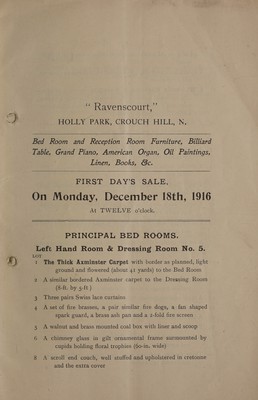 " Ravenscourt,"
HOLLY PARK, CROUCH HILL, N.
Bed Room and Reception Room Furniture, Billiard
Table, Grand Piano, American Organ, Oil Paintings,
Linen, Books, &c.
FIRST DAY'S SALE.
On Monday, December 18th, 1916
At TWELVE o'clock.
PRINCIPAL BED ROOMS.
Left Hand Room & Dressing Room No. 5.
LOT
1 The Thick Axminster Carpet with border as planned, light
ground and flowered (about 41 yards) to the Bed Room
2 A similar bordered Axminster carpet to the Dressing Room
(8-ft. by 5-ft.)
3 Three pairs Swiss lace curtains
4 A set of fire brasses, a pair similar fire dogs, a fan shaped
spark guard, a brass ash pan and a 2-fold fire screen
5 A walnut and brass mounted coal box with liner and scoop
6 A chimney glass in gilt ornamental frame surmounted by
cupids holding floral trophies (50-in. wide)
8 A scroll end couch, well stuffed and upholstered in cretonne
and the extra cover